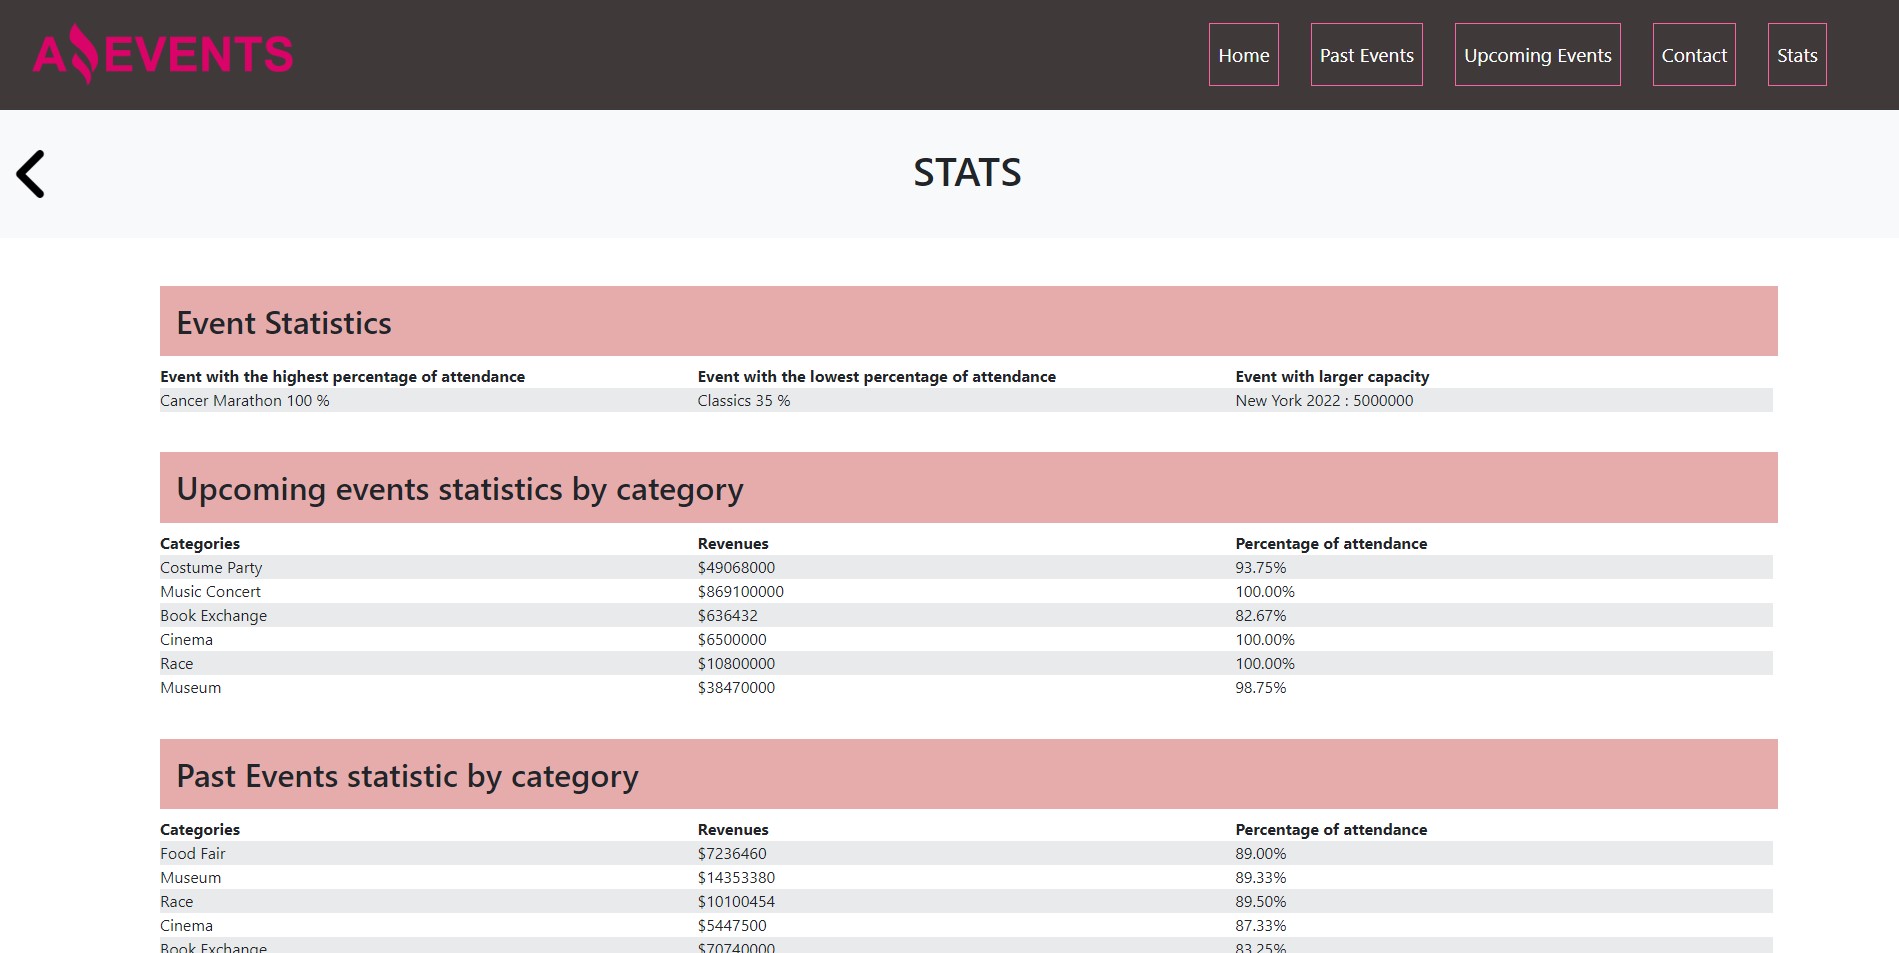 A EVENTS
Home Past Events Upcoming Events Contact Stats
STATS
Event Statistics
Event with the highest percentage of attendance Event with the lowest percentage of attendance Event with larger capacity
Cancer Marathon 100 % Classics 35 % New York 2022 : 5000000
Upcoming events statistics by category
Categories Revenues Percentage of attendance
Costume Party $49068000 93.75%
Music Concert $869100000 100.00%
Book Exchange $636432 82.67%
Cinema $6500000 100.00%
Race $10800000 100.00%
Museum $38470000 98.75%
Past Events statistic by category
Categories Revenues Percentage of attendance
Food Fair $7236460 89.00%
Museum $14353380 89.33%
Race $10100454 89.50%
Cinema $5447500 87.33%
Book Exchange $70740000 83.25%